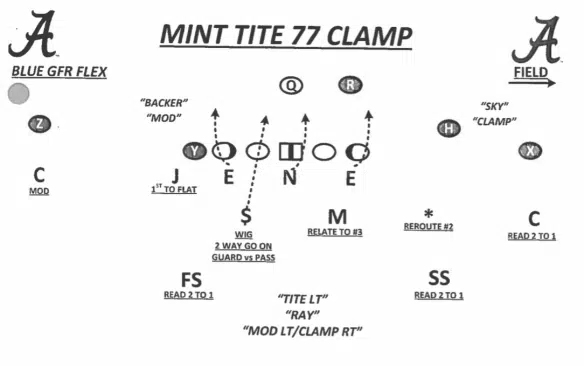 MINT TITE 77 CLAMP
A
A
BLUE GFR FLEX
FIELD
"BACKER"
"MOD"
Q
R
"SKY"
"CLAMP"
Z
H
Y
X
C
MOD
J
1ST TO FLAT
E
N
E
$
WIG
2 WAY GO ON
GUARD vs PASS
M
RELATE TO #3
*
REROUTE #2
C
READ 2 TO 1
FS
READ 2 TO 1
SS
READ 2 TO 1
"TITE LT"
"RAY"
"MOD LT/CLAMP RT"